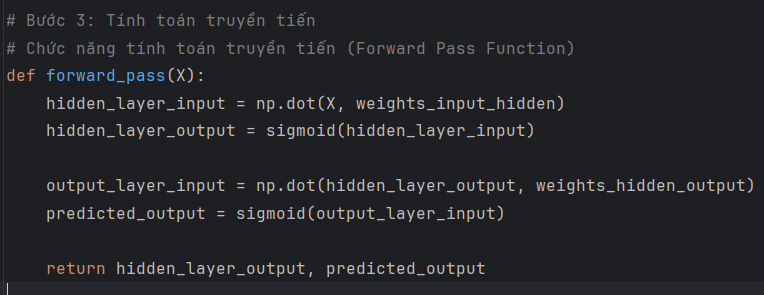 # Bước 3: Tính toán truyền tiến
# Chức năng tính toán truyền tiến (Forward Pass Function)
def forward_pass(X):
    hidden_layer_input = np.dot(X, weights_input_hidden)
    hidden_layer_output = sigmoid(hidden_layer_input)

    output_layer_input = np.dot(hidden_layer_output, weights_hidden_output)
    predicted_output = sigmoid(output_layer_input)

    return hidden_layer_output, predicted_output